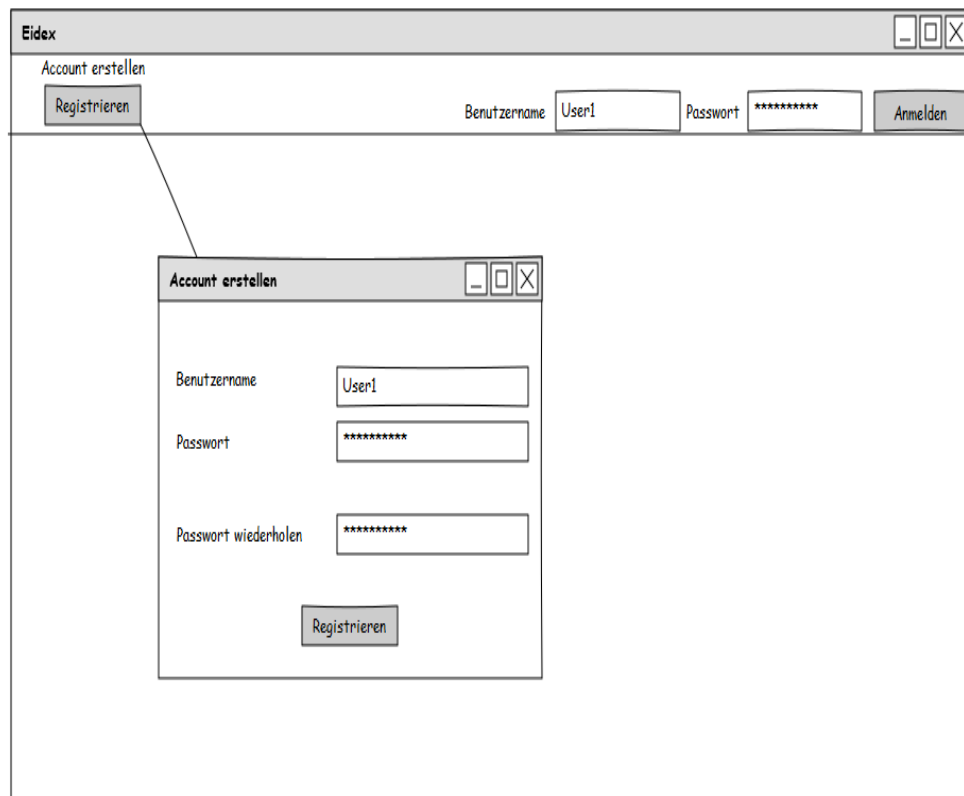 Eidex
Account erstellen
Registrieren
Benutzername User1 Passwort ********** Anmelden
Account erstellen
Benutzername User1
Passwort **********
Passwort wiederholen **********
Registrieren